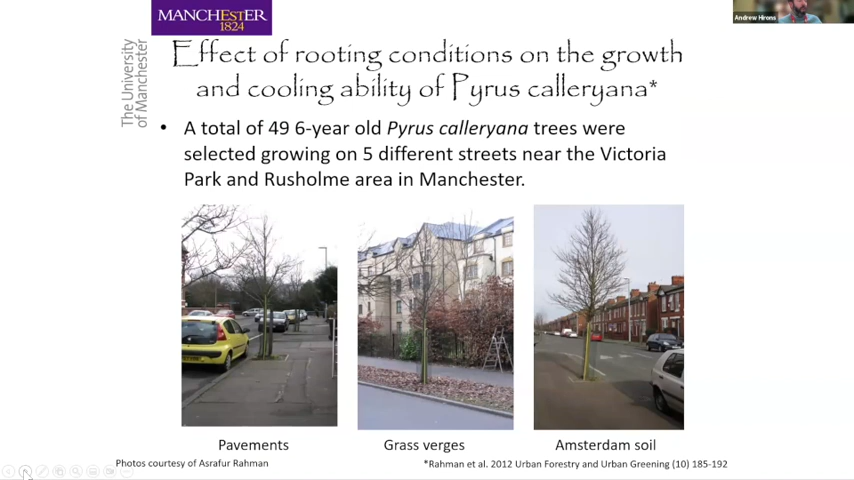 MANCHESTER
1824
The University
of Manchester
Andrew Hirons
Effect of rooting conditions on the growth
and cooling ability of Pyrus calleryana*
• A total of 49 6-year old Pyrus calleryana trees were
selected growing on 5 different streets near the Victoria
Park and Rusholme area in Manchester.
Pavements
Grass verges
Amsterdam soil
Photos courtesy of Asrafur Rahman
*Rahman et al. 2012 Urban Forestry and Urban Greening (10) 185-192